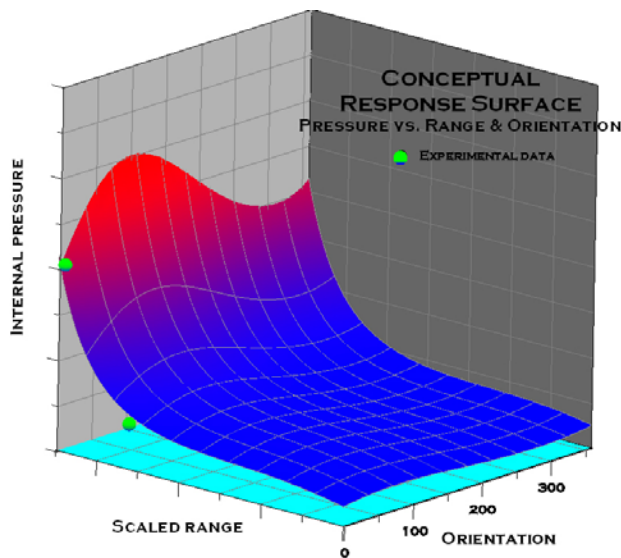 CONCEPTUAL
RESPONSE SURFACE
PRESSURE VS. RANGE & ORIENTATION
EXPERIMENTAL DATA
INTERNAL PRESSURE
SCALED RANGE
0
100
200
300
ORIENTATION